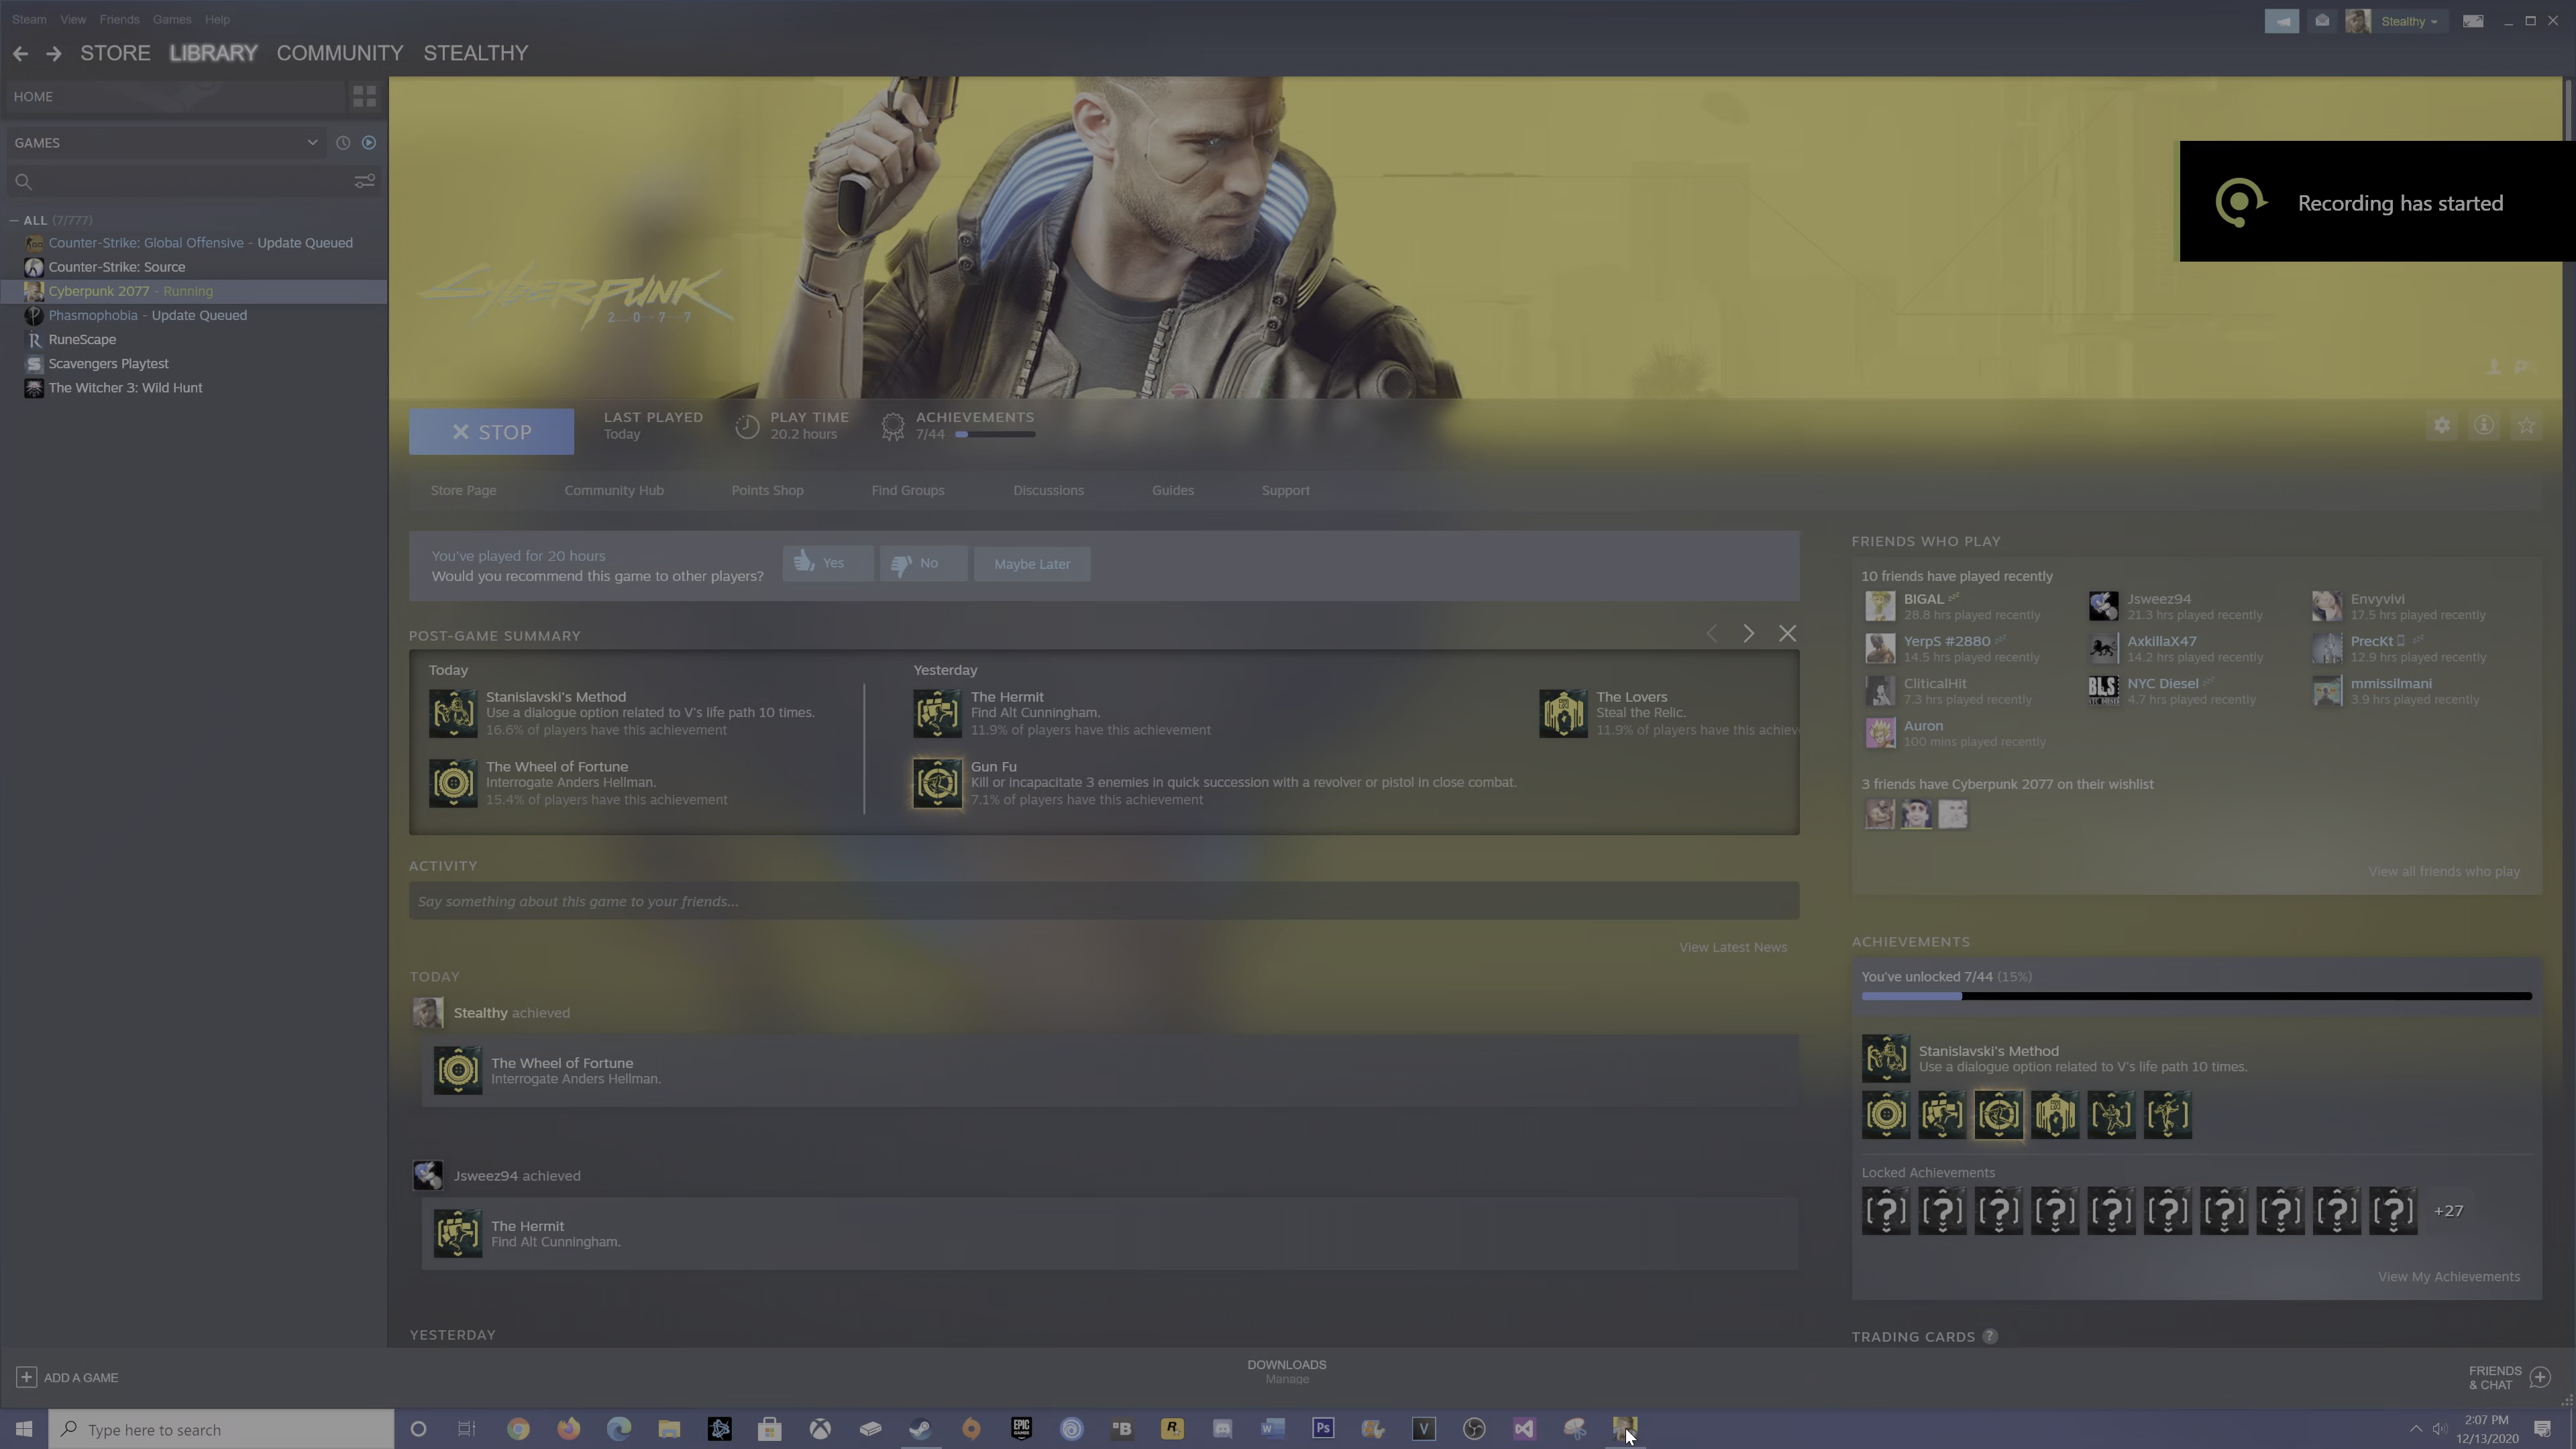 Steam View Friends Games Help
Stealthy
STORE LIBRARY COMMUNITY STEALTHY
HOME
GAMES
ALL (7/777)
Counter-Strike: Global Offensive - Update Queued
Counter-Strike: Source
Cyberpunk 2077 - Running
Phasmophobia - Update Queued
RuneScape
Scavengers Playtest
The Witcher 3: Wild Hunt
CYBERPUNK
2077
Recording has started
STOP
LAST PLAYED
Today
PLAY TIME
20.2 hours
ACHIEVEMENTS
7/44
Store Page Community Hub Points Shop Find Groups Discussions Guides Support
You've played for 20 hours
Would you recommend this game to other players?
Yes No Maybe Later
POST-GAME SUMMARY
Today
Stanislavski's Method
Use a dialogue option related to V's life path 10 times.
16.6% of players have this achievement
The Wheel of Fortune
Interrogate Anders Hellman.
15.4% of players have this achievement
Yesterday
The Hermit
Find Alt Cunningham.
11.9% of players have this achievement
Gun Fu
Kill or incapacitate 3 enemies in quick succession with a revolver or pistol in close combat.
7.1% of players have this achievement
The Lovers
Steal the Relic.
11.9% of players have this achiev
ACTIVITY
Say something about this game to your friends...
View Latest News
TODAY
Stealthy achieved
The Wheel of Fortune
Interrogate Anders Hellman.
Jsweez94 achieved
The Hermit
Find Alt Cunningham.
YESTERDAY
FRIENDS WHO PLAY
10 friends have played recently
BIGAL
28.8 hrs played recently
Jsweez94
21.3 hrs played recently
Envyvivi
17.5 hrs played recently
YerpS #2880
14.5 hrs played recently
AxkillaX47
14.2 hrs played recently
PrecKt
12.9 hrs played recently
CliticalHit
7.3 hrs played recently
NYC Diesel
4.7 hrs played recently
mmissilmani
3.9 hrs played recently
Auron
100 mins played recently
3 friends have Cyberpunk 2077 on their wishlist
View all friends who play
ACHIEVEMENTS
You've unlocked 7/44 (15%)
Stanislavski's Method
Use a dialogue option related to V's life path 10 times.
Locked Achievements
+27
View My Achievements
TRADING CARDS ?
ADD A GAME
DOWNLOADS
Manage
FRIENDS
& CHAT
Type here to search
EPIC
GAMES
B
R
Ps
V
2:07 PM
12/13/2020